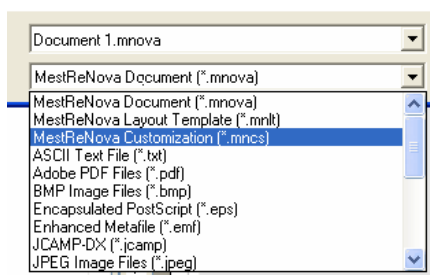 Document 1.mnova
MestReNova Document (*.mnova)
MestReNova Document (*.mnova)
MestReNova Layout Template (*.mnlt)
MestReNova Customization (*.mncs)
ASCII Text File (*.txt)
Adobe PDF Files (*.pdf)
BMP Image Files (*.bmp)
Encapsulated PostScript (*.eps)
Enhanced Metafile (*.emf)
JCAMP-DX (*.jcamp)
JPEG Image Files (*.jpeg)